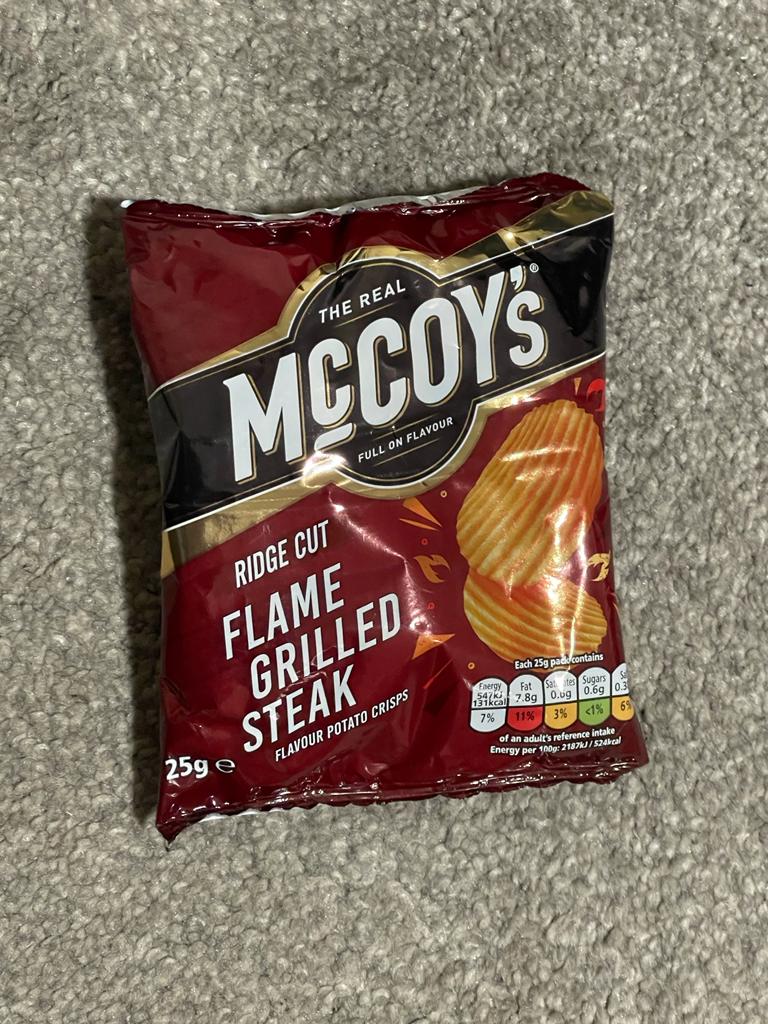 THE REAL
McCOY'S®
FULL ON FLAVOUR
RIDGE CUT
FLAME
GRILLED
STEAK
FLAVOUR POTATO CRISPS
25g ℮
Each 25g pack contains
Energy Fat Sugars
547kJ
131kcal 7.8g 0.6g
7% 11% 3% <1% 6%
of an adult's reference intake
Energy per 100g: 2187kJ / 524kcal